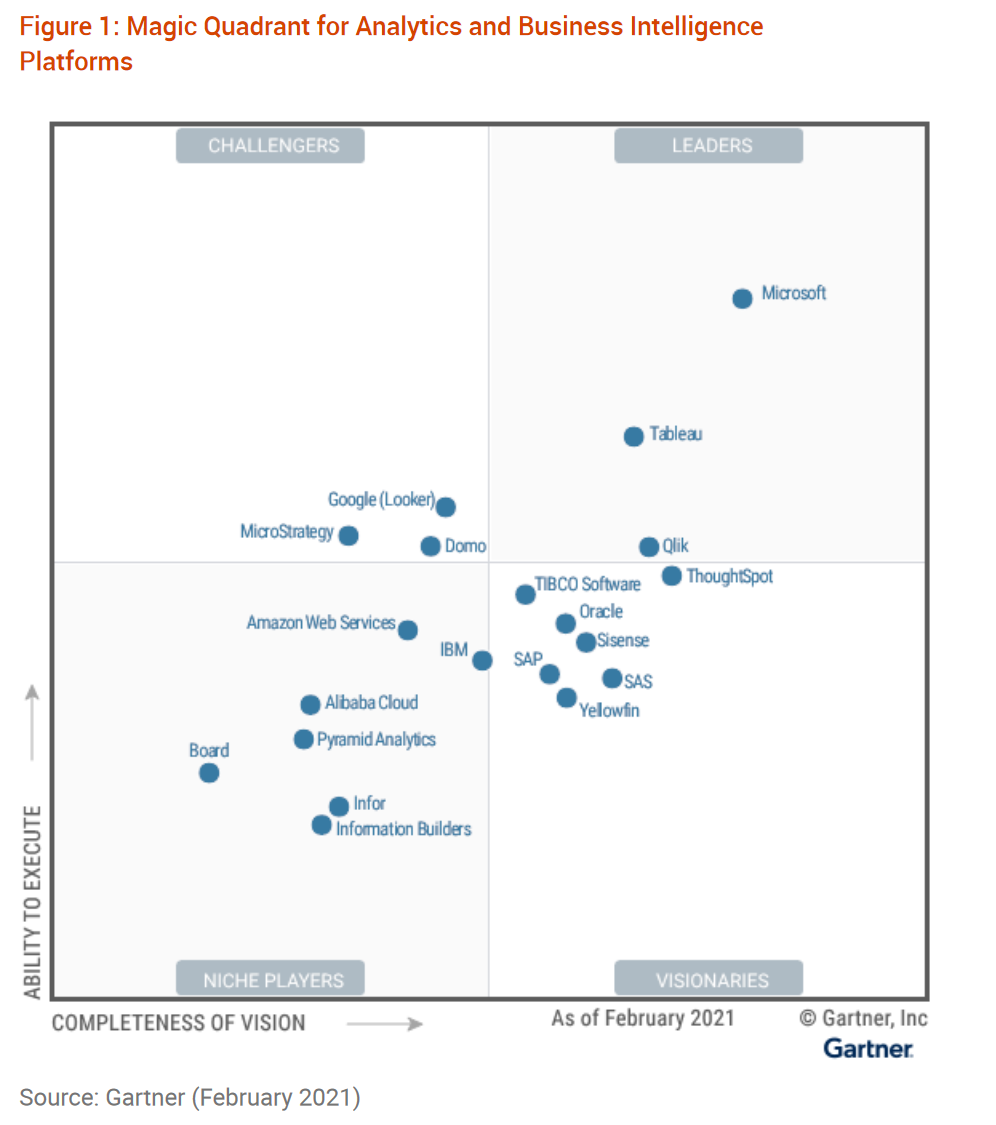 Figure 1: Magic Quadrant for Analytics and Business Intelligence
Platforms
CHALLENGERS
LEADERS
Microsoft
Tableau
Google (Looker)
MicroStrategy
Domo
Qlik
ThoughtSpot
TIBCO Software
Oracle
Amazon Web Services
Sisense
IBM
SAP
SAS
Yellowfin
Alibaba Cloud
Pyramid Analytics
Board
Infor
Information Builders
ABILITY TO EXECUTE
NICHE PLAYERS
VISIONARIES
COMPLETENESS OF VISION
As of February 2021
© Gartner, Inc
Gartner
Source: Gartner (February 2021)